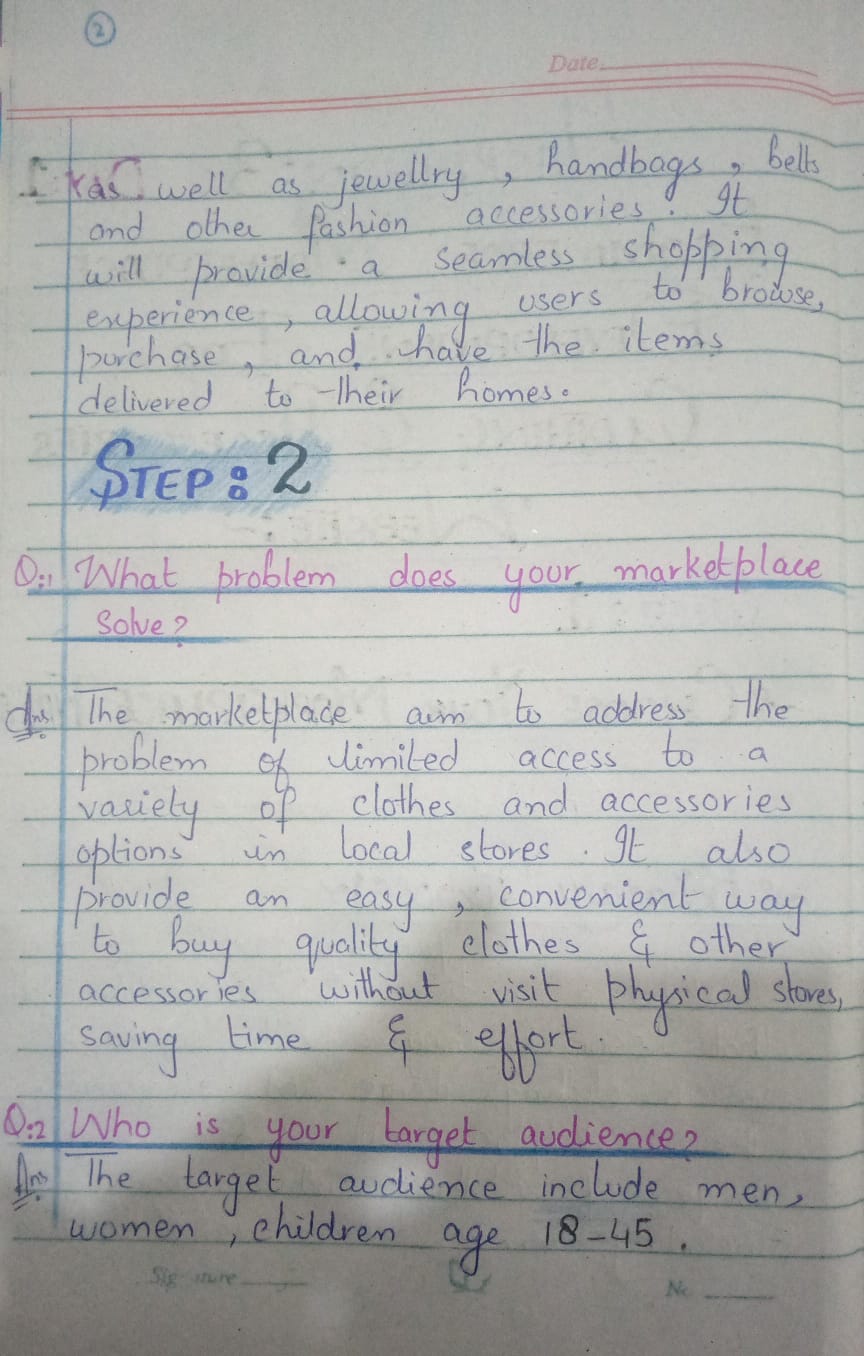 2
Date.
as well as jewellry, handbags, belts
and other fashion accessories. It
will provide a seamless shopping
experience, allowing users to browse,
purchase, and have the items
delivered to their homes.
STEP: 2
Q:1 What problem does your marketplace
Solve?
Ans The marketplace aim to address the
problem of limited access to a
variety of clothes and accessories
options in local stores. It also
provide an easy, convenient way
to buy quality clothes & other
accessories without visit physical stores,
saving time & effort.
Q:2 Who is your target audience?
Ans The target audience include men,
women, children age 18-45.
No